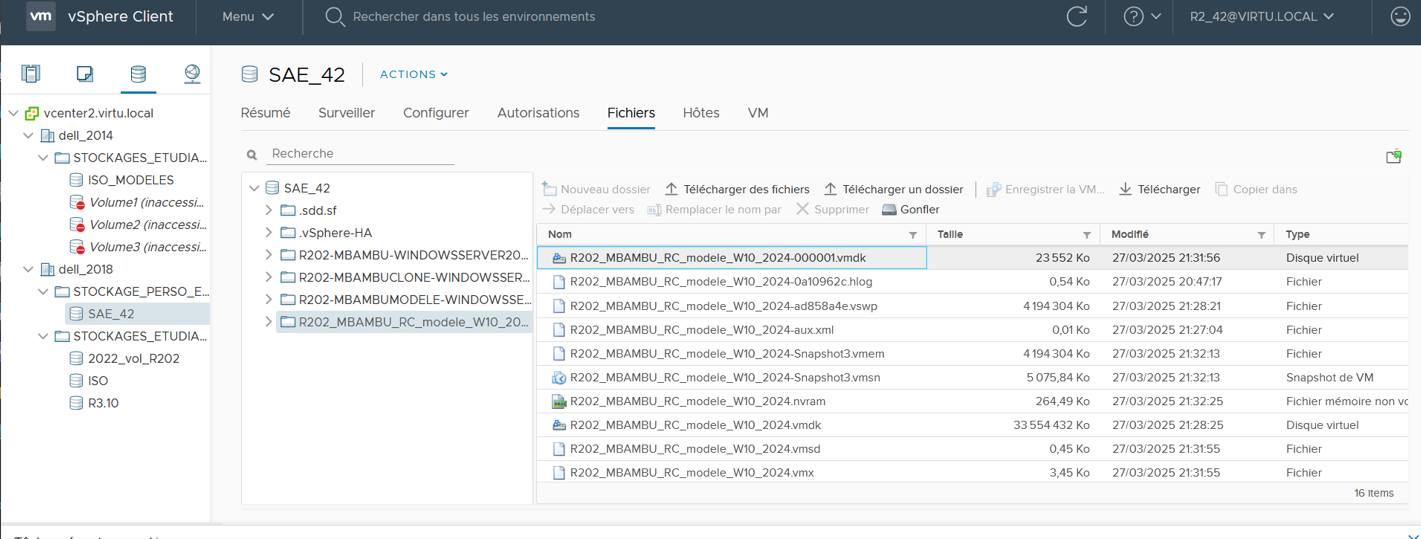 vm vSphere Client Menu Rechercher dans tous les environnements R2_42@VIRTU.LOCAL
SAE_42 ACTIONS
Résumé Surveiller Configurer Autorisations Fichiers Hôtes VM
vcenter2.virtu.local
dell_2014
STOCKAGES_ETUDIA...
ISO_MODELES
Volume1 (inaccessi...
Volume2 (inaccessi...
Volume3 (inaccessi...
dell_2018
STOCKAGE_PERSO_E...
SAE_42
STOCKAGES_ETUDIA...
2022_vol_R202
ISO
R3.10
Recherche
SAE_42
.sdd.sf
.vSphere-HA
R202-MBAMBU-WINDOWSSERVER20...
R202-MBAMBUCLONE-WINDOWSSER...
R202-MBAMBUMODELE-WINDOWSSE...
R202_MBAMBU_RC_modele_W10_20...
Nouveau dossier Télécharger des fichiers Télécharger un dossier Enregistrer la VM... Télécharger Copier dans
Déplacer vers Remplacer le nom par Supprimer Gonfler
Nom Taille Modifié Type
R202_MBAMBU_RC_modele_W10_2024-000001.vmdk 23 552 Ko 27/03/2025 21:31:56 Disque virtuel
R202_MBAMBU_RC_modele_W10_2024-0a10962c.hlog 0,54 Ko 27/03/2025 20:47:17 Fichier
R202_MBAMBU_RC_modele_W10_2024-ad858a4e.vswp 4 194 304 Ko 27/03/2025 21:28:21 Fichier
R202_MBAMBU_RC_modele_W10_2024-aux.xml 0,01 Ko 27/03/2025 21:27:04 Fichier
R202_MBAMBU_RC_modele_W10_2024-Snapshot3.vmem 4 194 304 Ko 27/03/2025 21:32:13 Fichier
R202_MBAMBU_RC_modele_W10_2024-Snapshot3.vmsn 5 075,84 Ko 27/03/2025 21:32:13 Snapshot de VM
R202_MBAMBU_RC_modele_W10_2024.nvram 264,49 Ko 27/03/2025 21:32:25 Fichier mémoire non vo
R202_MBAMBU_RC_modele_W10_2024.vmdk 33 554 432 Ko 27/03/2025 21:28:25 Disque virtuel
R202_MBAMBU_RC_modele_W10_2024.vmsd 0,45 Ko 27/03/2025 21:31:55 Fichier
R202_MBAMBU_RC_modele_W10_2024.vmx 3,45 Ko 27/03/2025 21:31:55 Fichier
16 items